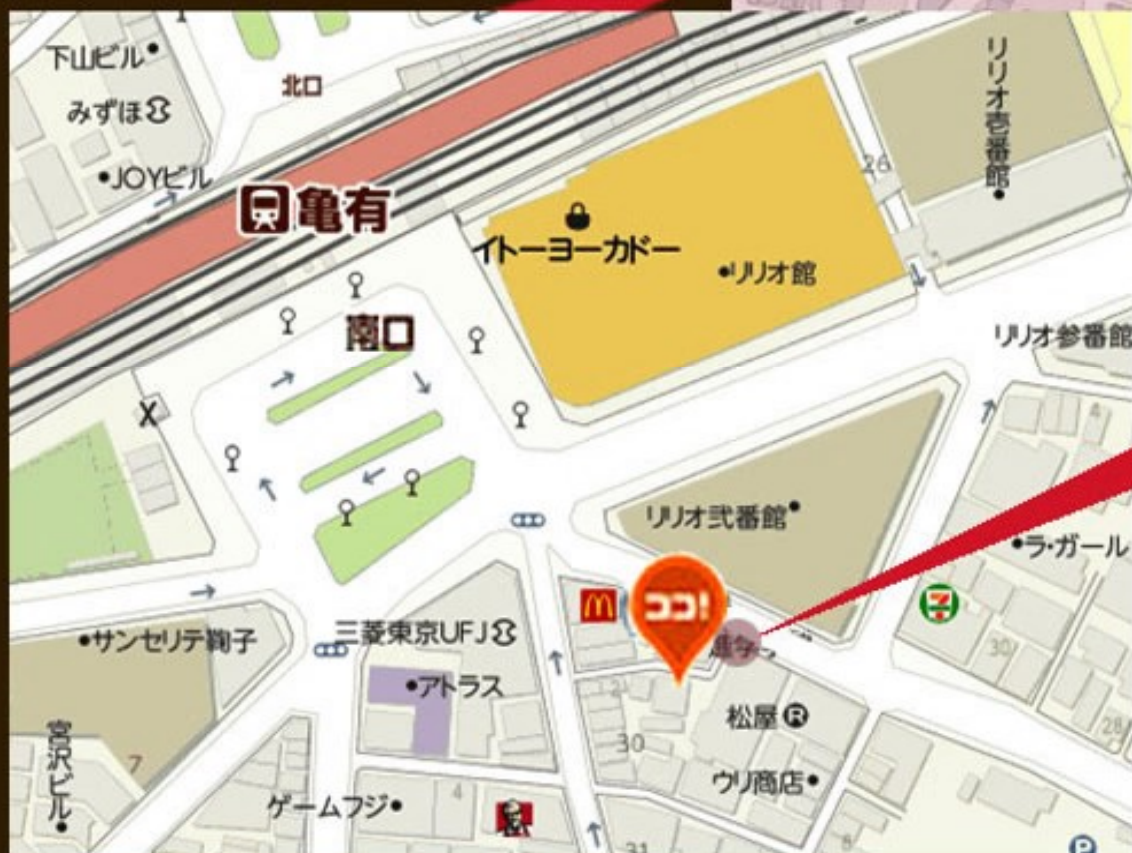 下山ビル
みずほ
JOYビル
北口
亀有
イトーヨーカドー
リリオ館
26
リリオ壱番館
南口
リリオ参番館
4
リリオ弐番館
ラ・ガール
ココ!
サンセリテ鞠子
三菱東京UFJ
アトラス
30
松屋
R
30
28
宮沢ビル
7
ウリ商店
ゲームフジ
4
31
8
P